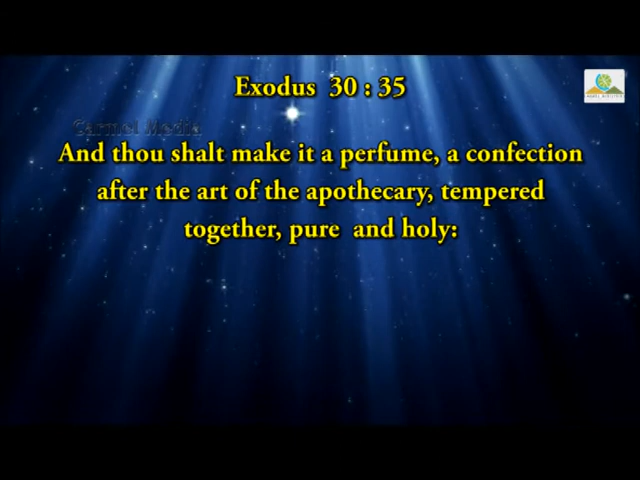 Exodus 30 : 35
Carmel Media
And thou shalt make it a perfume, a confection
after the art of the apothecary, tempered
together, pure and holy: